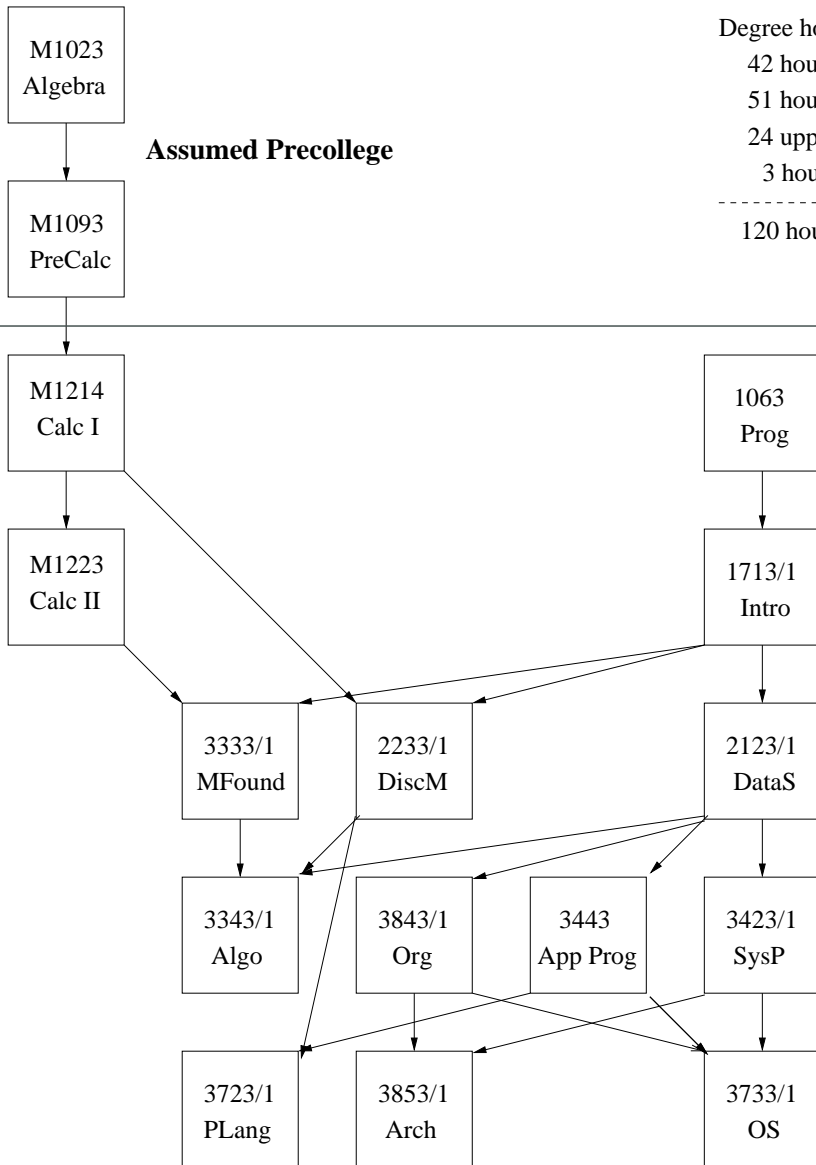 M1023
Algebra
Assumed Precollege
M1093
PreCalc
Degree ho
42 hou
51 hou
24 upp
3 hou
120 hou
M1214
Calc I
1063
Prog
M1223
Calc II
1713/1
Intro
3333/1
MFound
2233/1
DiscM
2123/1
DataS
3343/1
Algo
3843/1
Org
3443
App Prog
3423/1
SysP
3723/1
PLang
3853/1
Arch
3733/1
OS